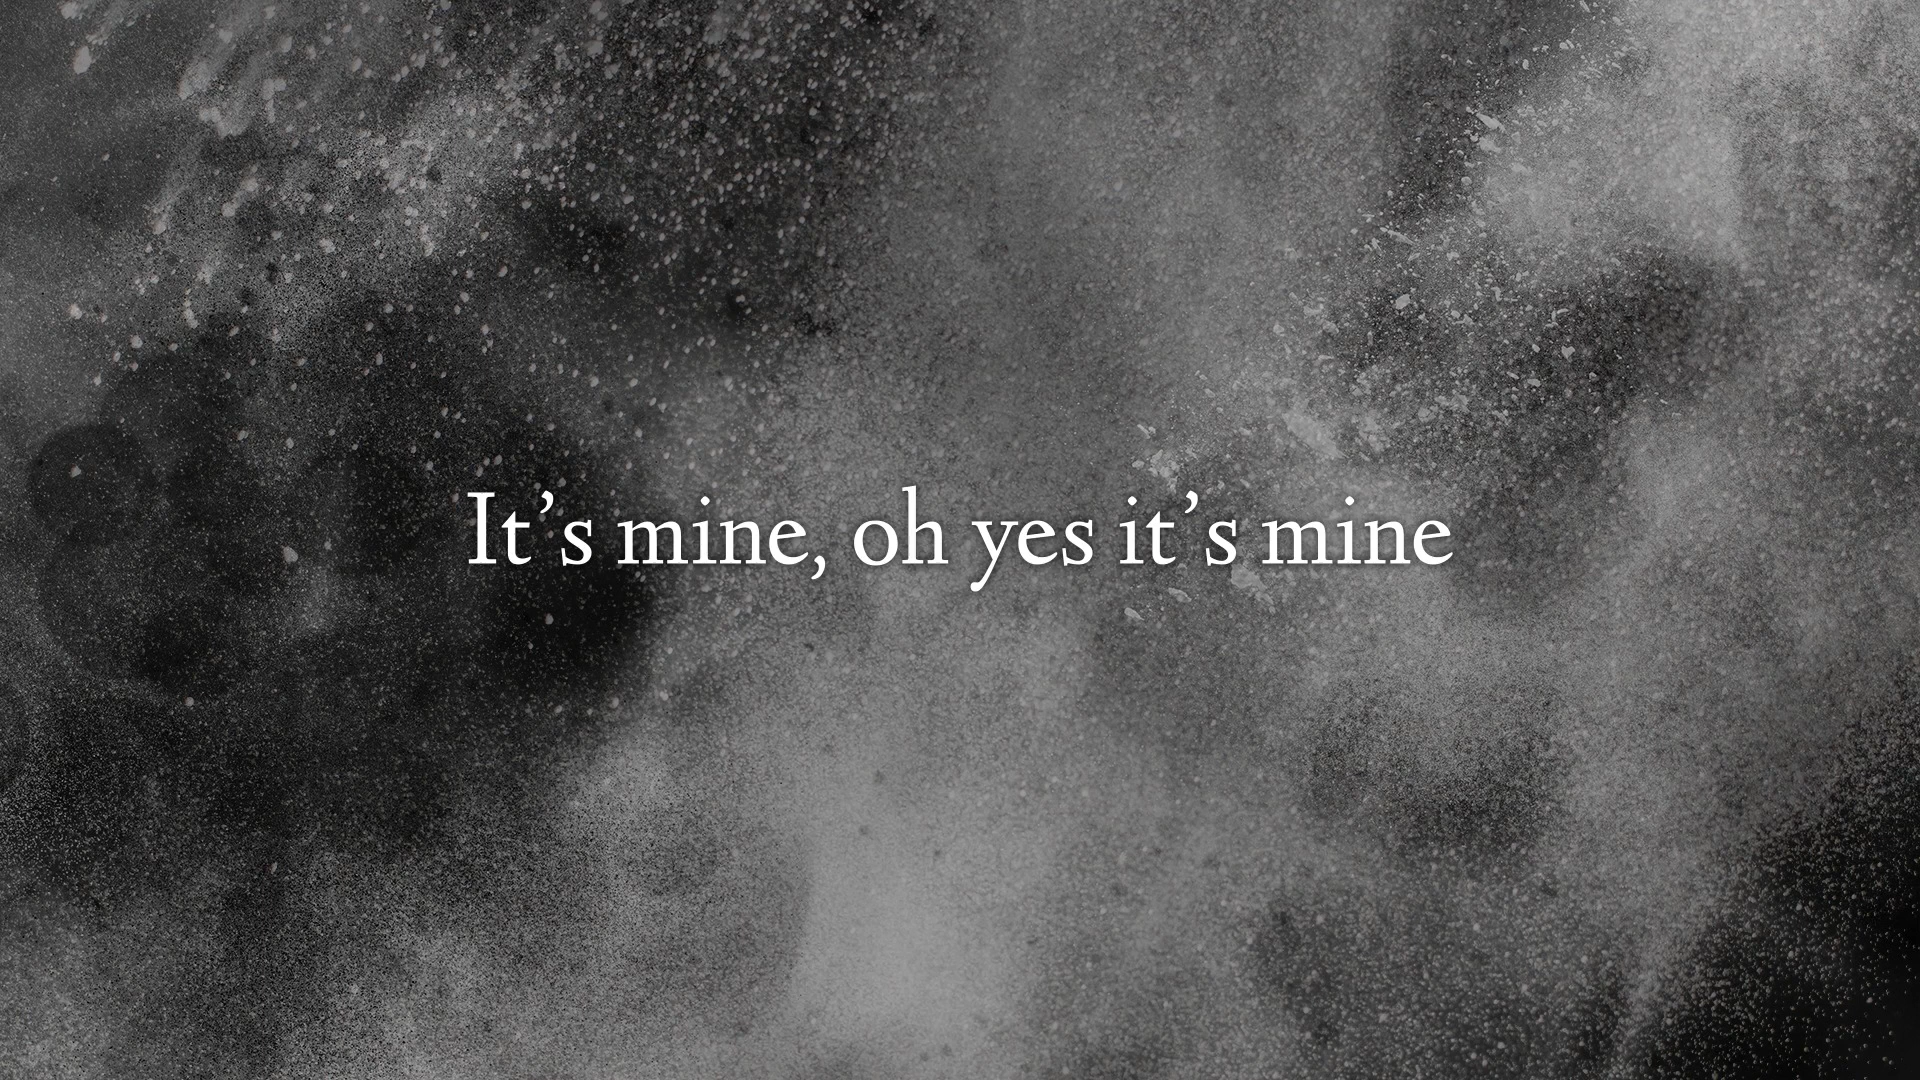 It’s mine, oh yes it’s mine